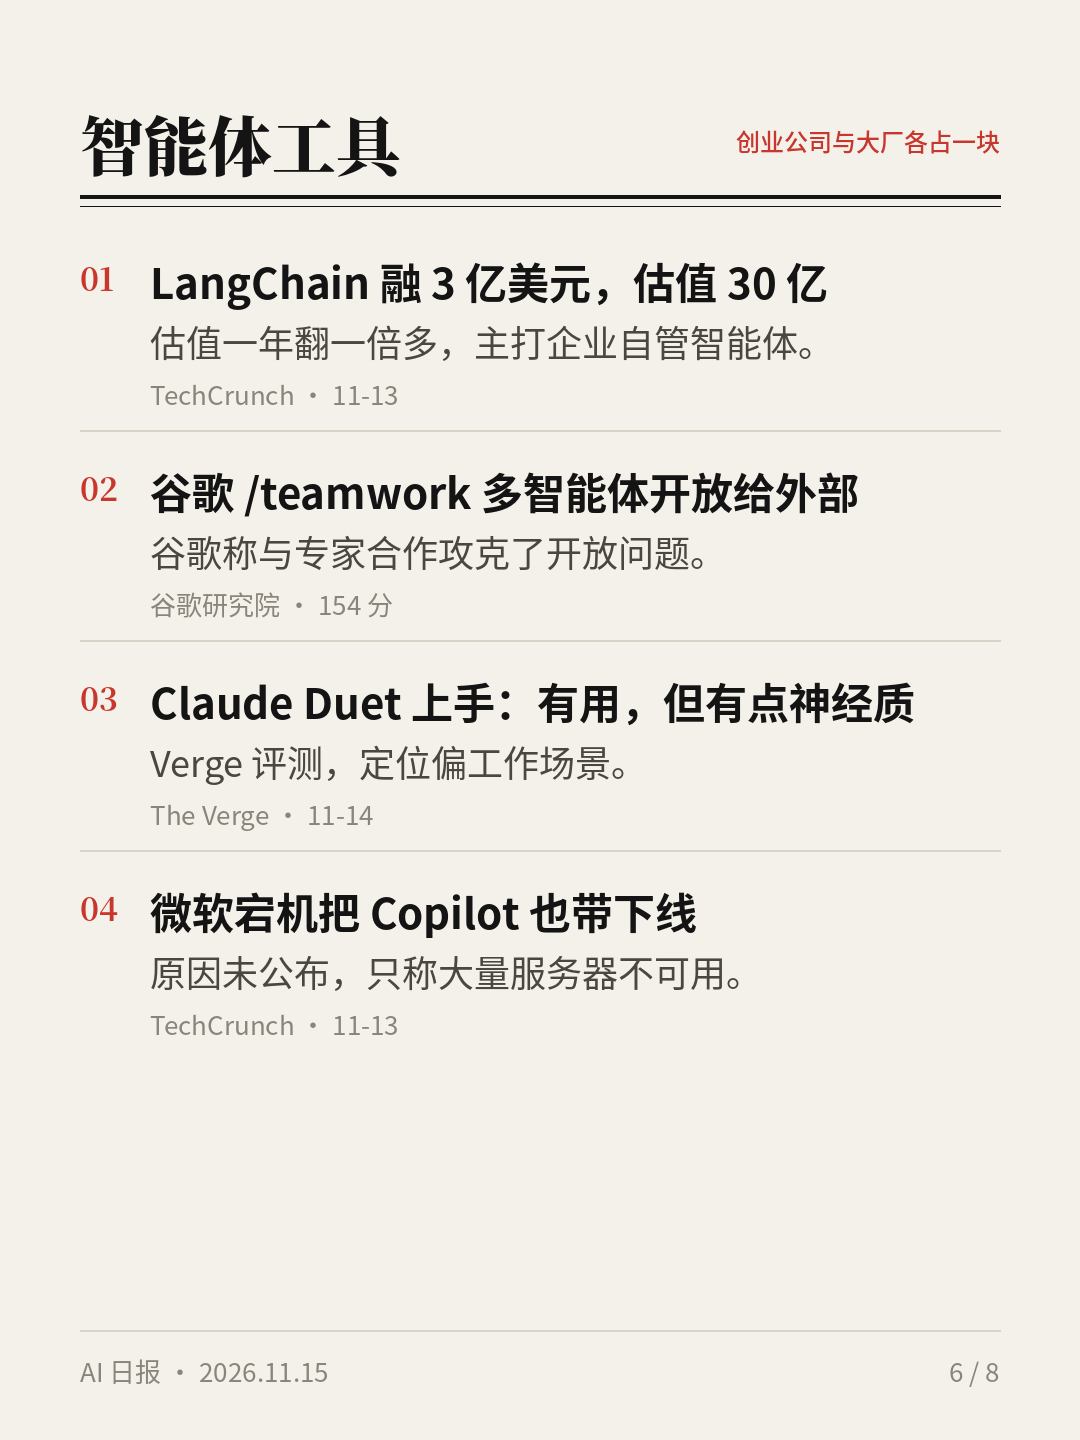 智能体工具
创业公司与大厂各占一块
01
LangChain 融 3 亿美元，估值 30 亿
估值一年翻一倍多，主打企业自管智能体。
TechCrunch · 11-13
02
谷歌 /teamwork 多智能体开放给外部
谷歌称与专家合作攻克了开放问题。
谷歌研究院 · 154 分
03
Claude Duet 上手：有用，但有点神经质
Verge 评测，定位偏工作场景。
The Verge · 11-14
04
微软宕机把 Copilot 也带下线
原因未公布，只称大量服务器不可用。
TechCrunch · 11-13
AI 日报 · 2026.11.15
6 / 8